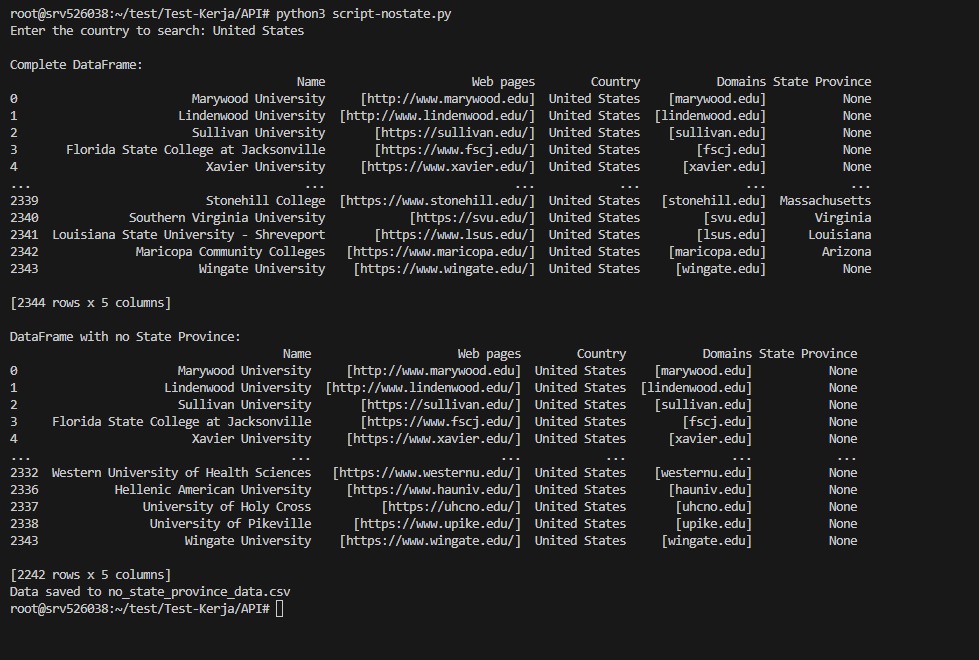 root@srv526038:~/test/Test-Kerja/API# python3 script-nostate.py
Enter the country to search: United States
Complete DataFrame:
Name Web pages Country Domains State Province
0 Marywood University [http://www.marywood.edu] United States [marywood.edu] None
1 Lindenwood University [http://www.lindenwood.edu/] United States [lindenwood.edu] None
2 Sullivan University [https://sullivan.edu/] United States [sullivan.edu] None
3 Florida State College at Jacksonville [https://www.fscj.edu/] United States [fscj.edu] None
4 Xavier University [https://www.xavier.edu/] United States [xavier.edu] None
... ... ... ... ... ...
2339 Stonehill College [https://www.stonehill.edu/] United States [stonehill.edu] Massachusetts
2340 Southern Virginia University [https://svu.edu/] United States [svu.edu] Virginia
2341 Louisiana State University - Shreveport [https://www.lsus.edu/] United States [lsus.edu] Louisiana
2342 Maricopa Community Colleges [https://www.maricopa.edu/] United States [maricopa.edu] Arizona
2343 Wingate University [https://www.wingate.edu/] United States [wingate.edu] None
[2344 rows x 5 columns]
DataFrame with no State Province:
Name Web pages Country Domains State Province
0 Marywood University [http://www.marywood.edu] United States [marywood.edu] None
1 Lindenwood University [http://www.lindenwood.edu/] United States [lindenwood.edu] None
2 Sullivan University [https://sullivan.edu/] United States [sullivan.edu] None
3 Florida State College at Jacksonville [https://www.fscj.edu/] United States [fscj.edu] None
4 Xavier University [https://www.xavier.edu/] United States [xavier.edu] None
... ... ... ... ... ...
2332 Western University of Health Sciences [https://www.westernu.edu/] United States [westernu.edu] None
2336 Hellenic American University [https://www.hauniv.edu/] United States [hauniv.edu] None
2337 University of Holy Cross [https://uhcno.edu/] United States [uhcno.edu] None
2338 University of Pikeville [https://www.upike.edu/] United States [upike.edu] None
2343 Wingate University [https://www.wingate.edu/] United States [wingate.edu] None
[2242 rows x 5 columns]
Data saved to no_state_province_data.csv
root@srv526038:~/test/Test-Kerja/API#